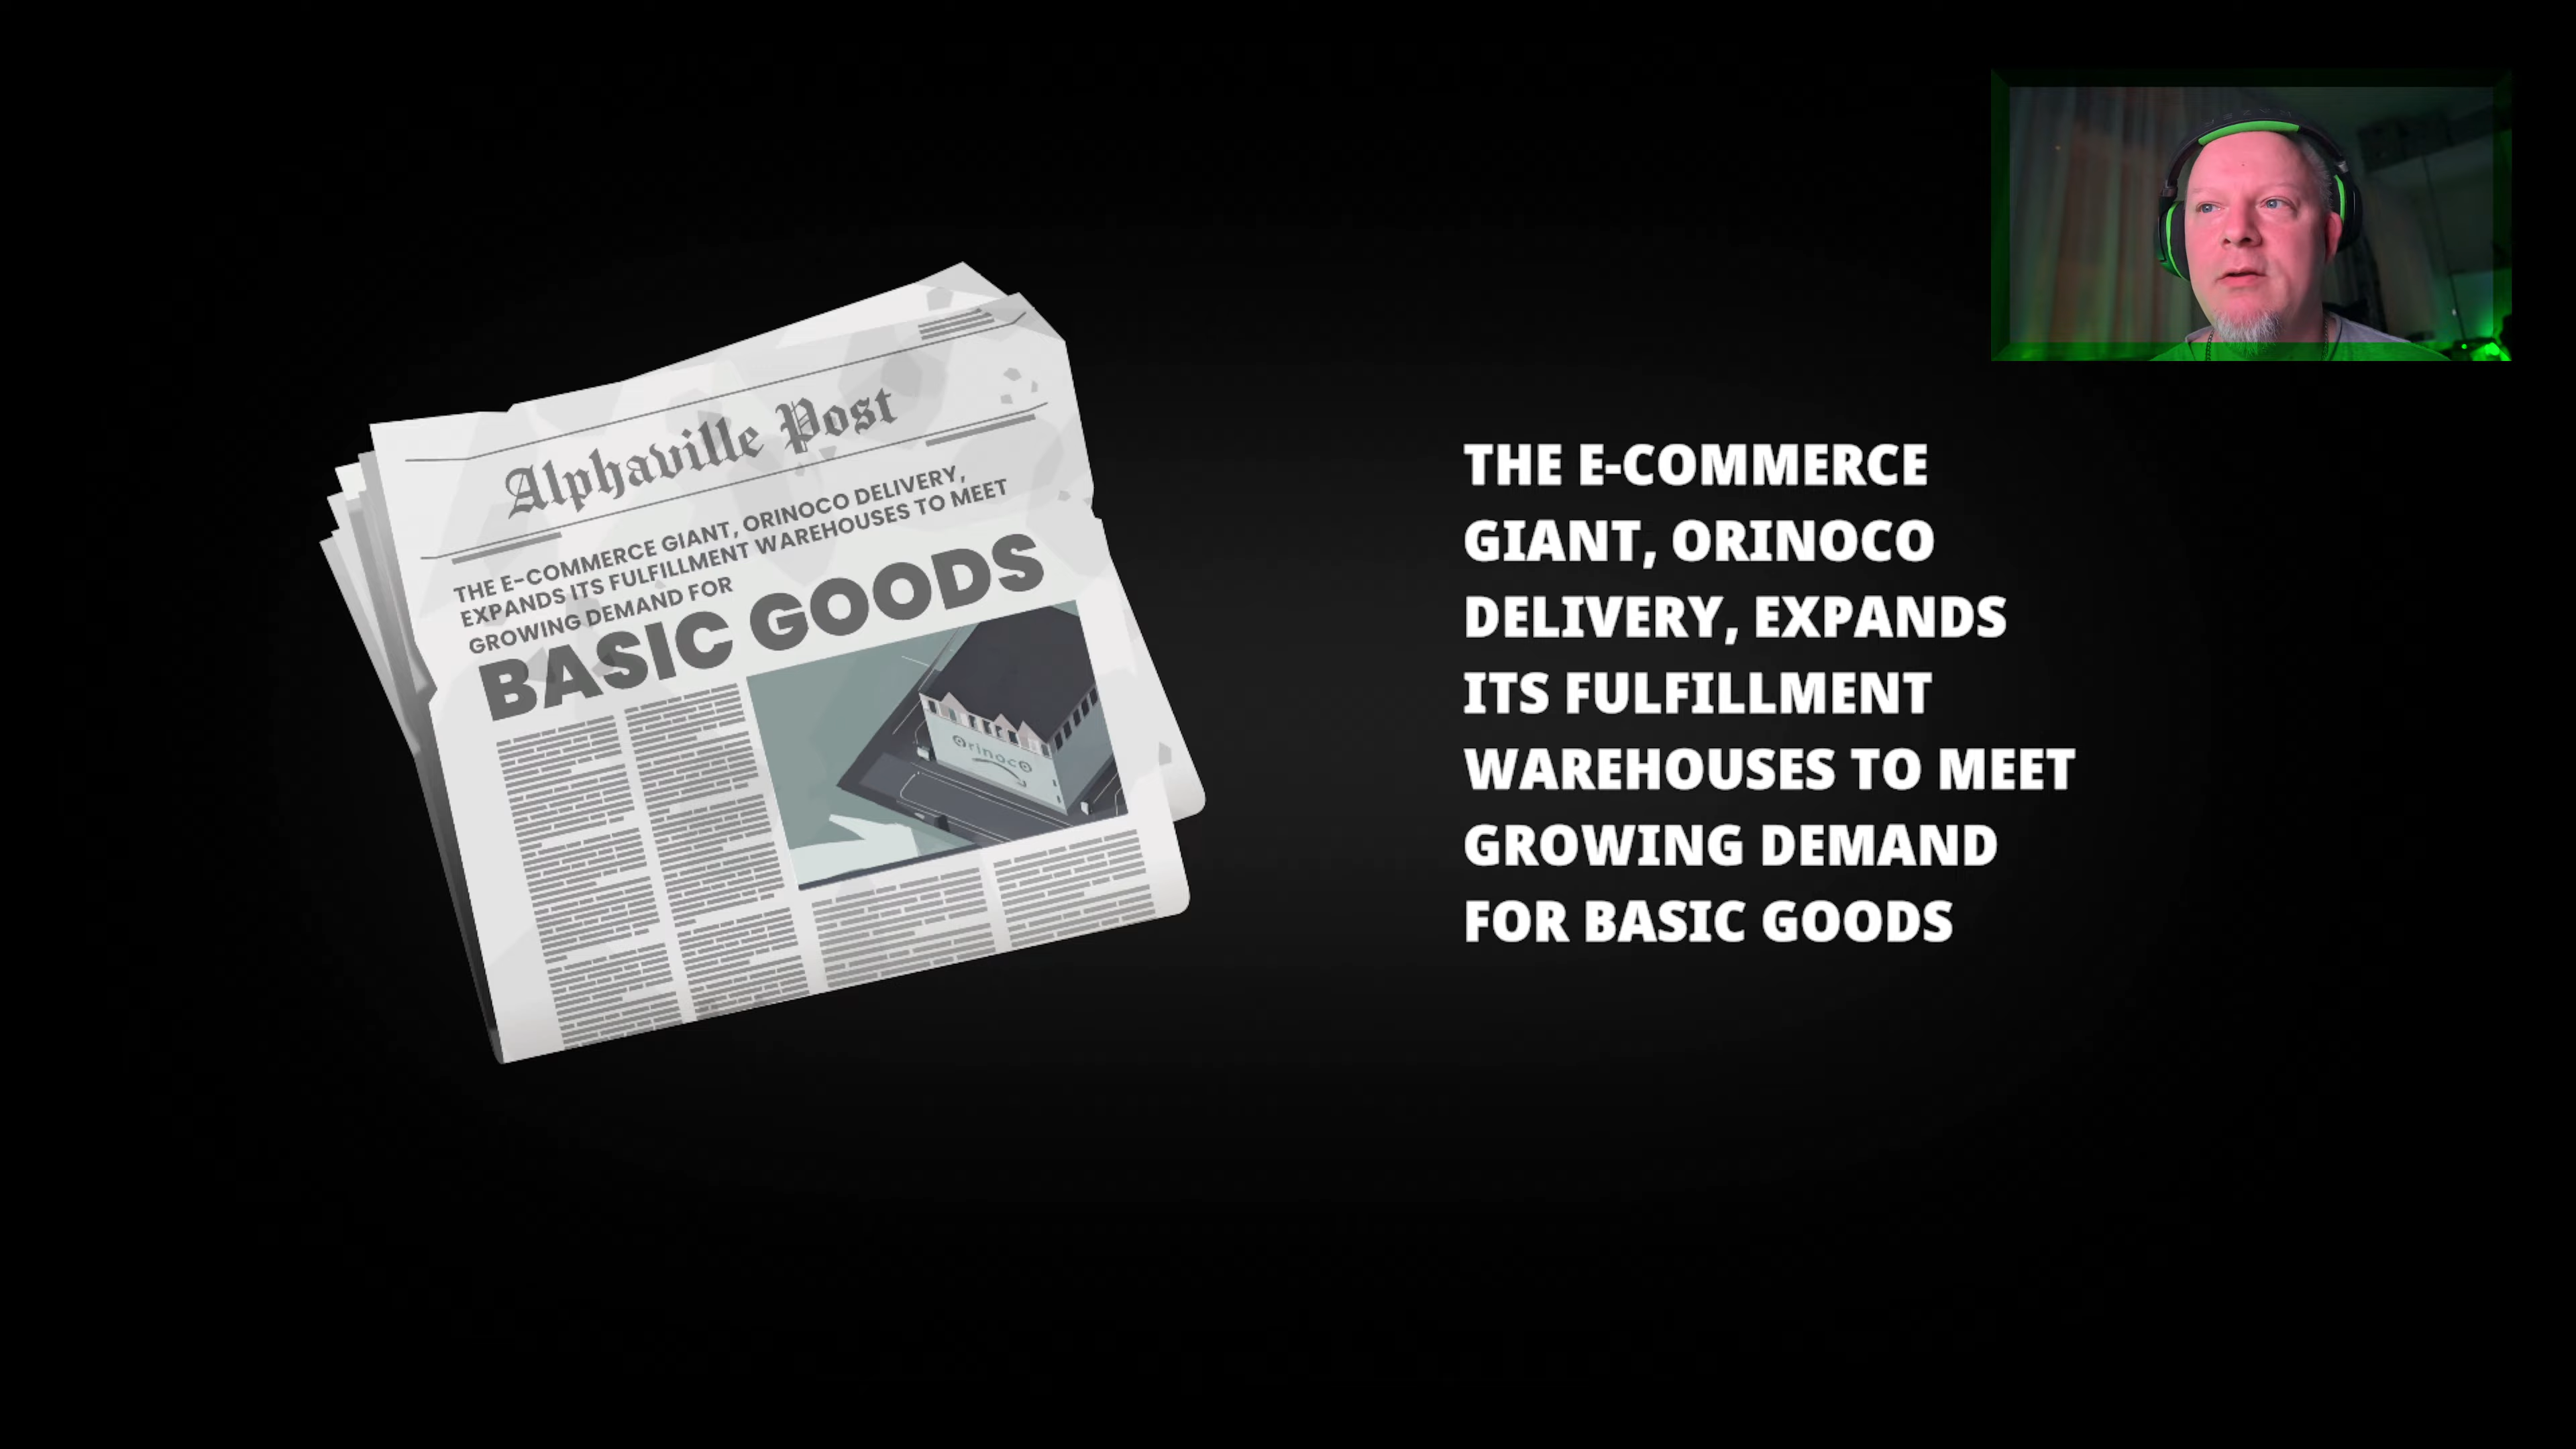 Alphaville Post
THE E-COMMERCE GIANT, ORINOCO DELIVERY,
EXPANDS ITS FULFILLMENT WAREHOUSES TO MEET
GROWING DEMAND FOR
BASIC GOODS
Orinoco
THE E-COMMERCE
GIANT, ORINOCO
DELIVERY, EXPANDS
ITS FULFILLMENT
WAREHOUSES TO MEET
GROWING DEMAND
FOR BASIC GOODS